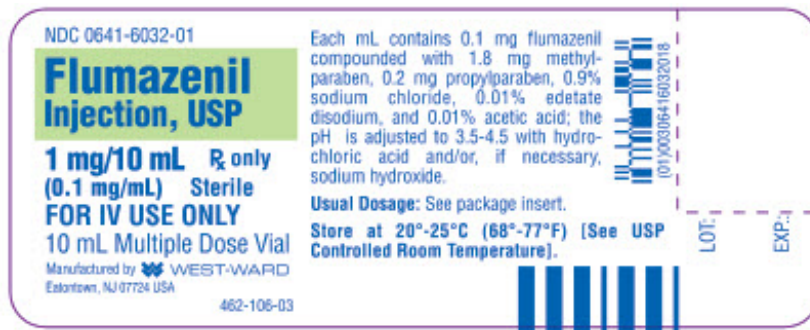 NDC 0641-6032-01
Flumazenil
Injection, USP
1 mg/10 mL ℞ only
(0.1 mg/mL) Sterile
FOR IV USE ONLY
10 mL Multiple Dose Vial
Manufactured by WEST-WARD
Eatontown, NJ 07724 USA
462-106-03
Each mL contains 0.1 mg flumazenil
compounded with 1.8 mg methyl-
paraben, 0.2 mg propylparaben, 0.9%
sodium chloride, 0.01% edetate
disodium, and 0.01% acetic acid; the
pH is adjusted to 3.5-4.5 with hydro-
chloric acid and/or, if necessary,
sodium hydroxide.
Usual Dosage: See package insert.
Store at 20°-25°C (68°-77°F) [See USP
Controlled Room Temperature].
(01)00306416032018
LOT:
EXP.: